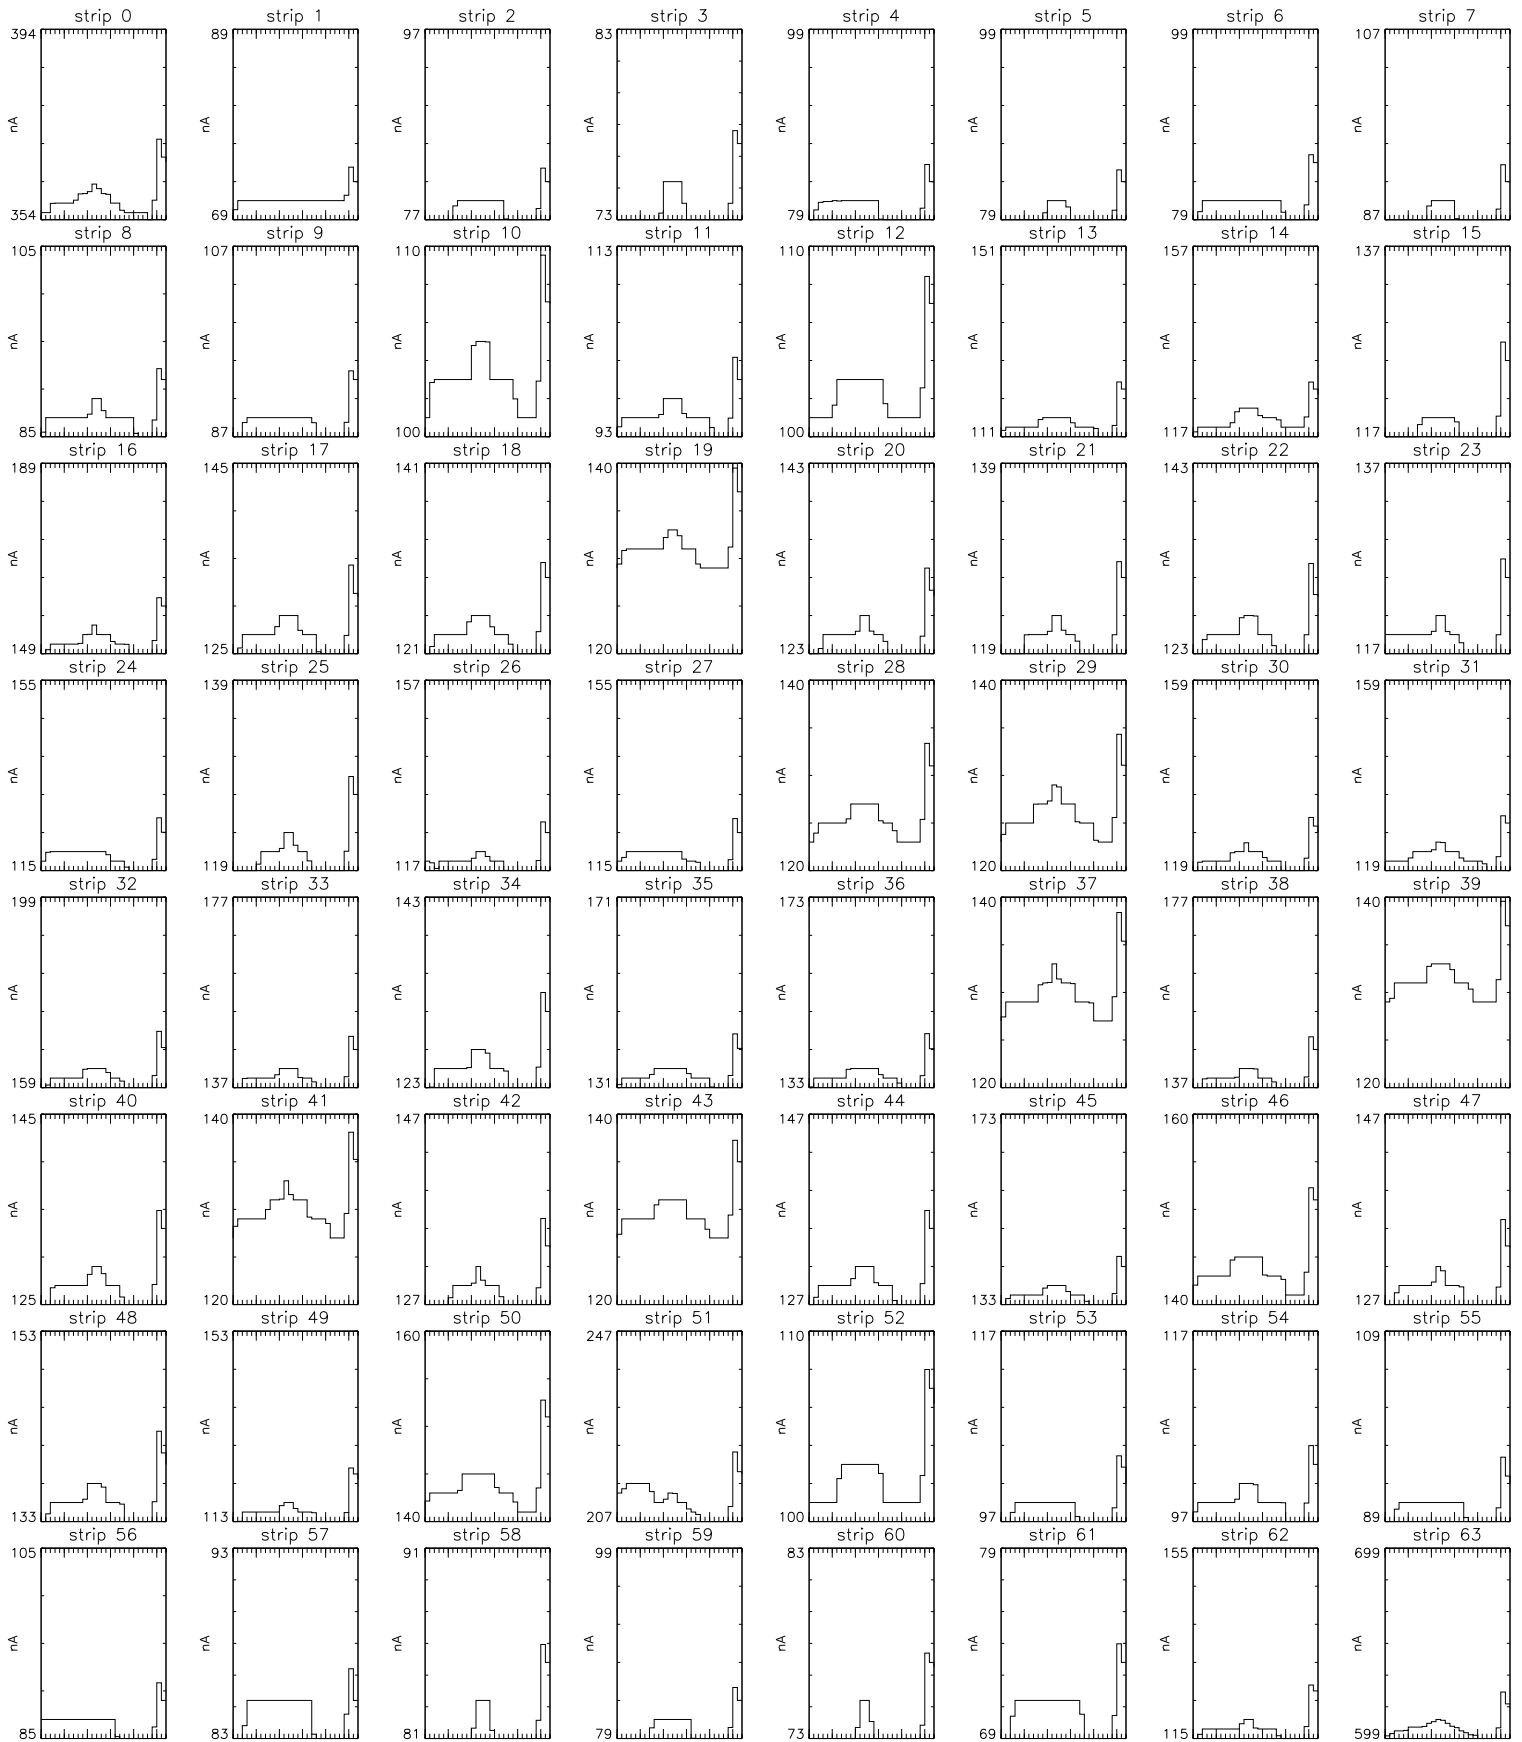 strip 0 strip 1 strip 2 strip 3 strip 4 strip 5 strip 6 strip 7
394 89 97 83 99 99 99 107
nA nA nA nA nA nA nA nA
354 69 77 73 79 79 79 87
strip 8 strip 9 strip 10 strip 11 strip 12 strip 13 strip 14 strip 15
105 107 110 113 110 151 157 137
nA nA nA nA nA nA nA nA
85 87 100 93 100 111 117 117
strip 16 strip 17 strip 18 strip 19 strip 20 strip 21 strip 22 strip 23
189 145 141 140 143 139 143 137
nA nA nA nA nA nA nA nA
149 125 121 120 123 119 123 117
strip 24 strip 25 strip 26 strip 27 strip 28 strip 29 strip 30 strip 31
155 139 157 155 140 140 159 159
nA nA nA nA nA nA nA nA
115 119 117 115 120 120 119 119
strip 32 strip 33 strip 34 strip 35 strip 36 strip 37 strip 38 strip 39
199 177 143 171 173 140 177 140
nA nA nA nA nA nA nA nA
159 137 123 131 133 120 137 120
strip 40 strip 41 strip 42 strip 43 strip 44 strip 45 strip 46 strip 47
145 140 147 140 147 173 160 147
nA nA nA nA nA nA nA nA
125 120 127 120 127 133 140 127
strip 48 strip 49 strip 50 strip 51 strip 52 strip 53 strip 54 strip 55
153 153 160 247 110 117 117 109
nA nA nA nA nA nA nA nA
133 113 140 207 100 97 97 89
strip 56 strip 57 strip 58 strip 59 strip 60 strip 61 strip 62 strip 63
105 93 91 99 83 79 155 699
nA nA nA nA nA nA nA nA
85 83 81 79 73 69 115 599